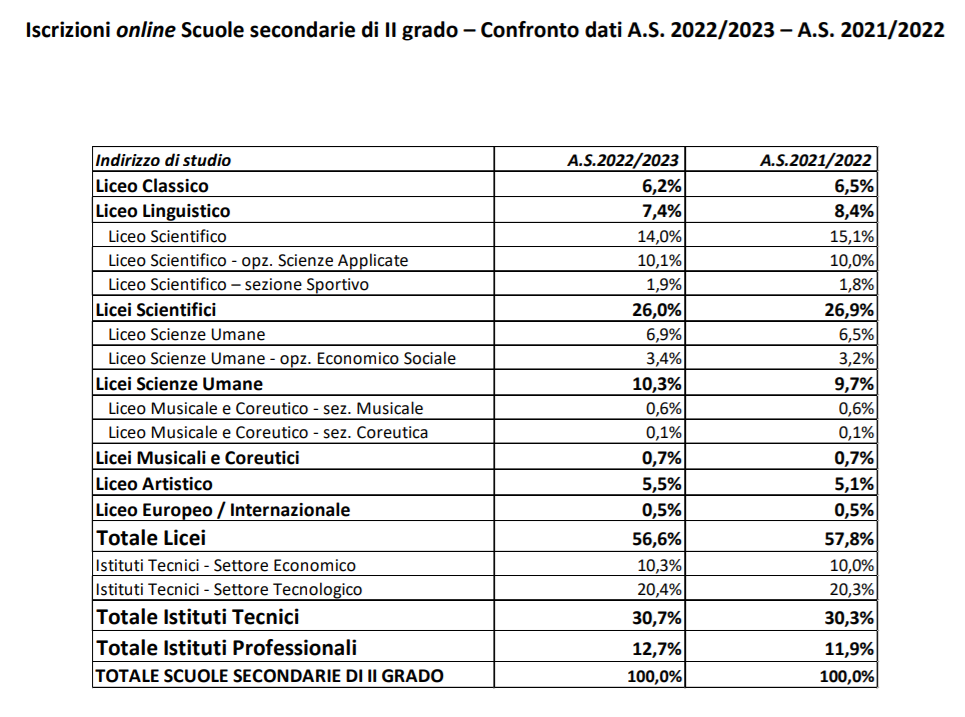 Iscrizioni online Scuole secondarie di II grado – Confronto dati A.S. 2022/2023 – A.S. 2021/2022
Indirizzo di studio A.S.2022/2023 A.S.2021/2022
Liceo Classico 6,2% 6,5%
Liceo Linguistico 7,4% 8,4%
Liceo Scientifico 14,0% 15,1%
Liceo Scientifico - opz. Scienze Applicate 10,1% 10,0%
Liceo Scientifico – sezione Sportivo 1,9% 1,8%
Licei Scientifici 26,0% 26,9%
Liceo Scienze Umane 6,9% 6,5%
Liceo Scienze Umane - opz. Economico Sociale 3,4% 3,2%
Licei Scienze Umane 10,3% 9,7%
Liceo Musicale e Coreutico - sez. Musicale 0,6% 0,6%
Liceo Musicale e Coreutico - sez. Coreutica 0,1% 0,1%
Licei Musicali e Coreutici 0,7% 0,7%
Liceo Artistico 5,5% 5,1%
Liceo Europeo / Internazionale 0,5% 0,5%
Totale Licei 56,6% 57,8%
Istituti Tecnici - Settore Economico 10,3% 10,0%
Istituti Tecnici - Settore Tecnologico 20,4% 20,3%
Totale Istituti Tecnici 30,7% 30,3%
Totale Istituti Professionali 12,7% 11,9%
TOTALE SCUOLE SECONDARIE DI II GRADO 100,0% 100,0%